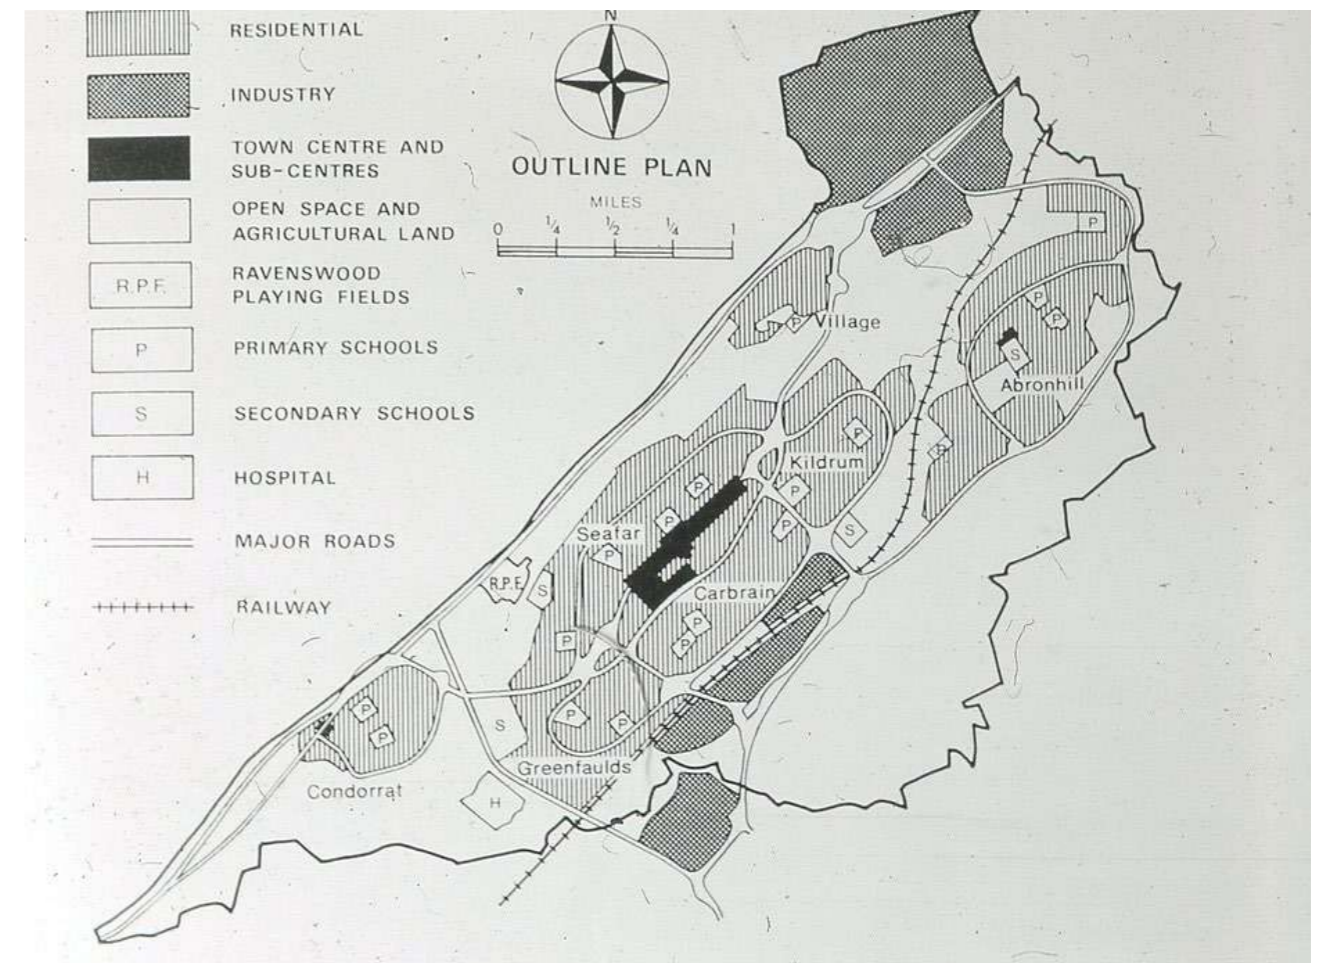 RESIDENTIAL
INDUSTRY
TOWN CENTRE AND
SUB-CENTRES
OPEN SPACE AND
AGRICULTURAL LAND
R.P.F.
RAVENSWOOD
PLAYING FIELDS
P
PRIMARY SCHOOLS
S
SECONDARY SCHOOLS
H
HOSPITAL
MAJOR ROADS
RAILWAY
N
OUTLINE PLAN
MILES
0 1/4 1/2 1/4 1
P
Village
P
P
P
S
Abronhill
P
P
Kildrum
P
P
P
S
Seafar
P
P
P
R.P.F.
S
Carbrain
P
P
P
P
P
S
Greenfaulds
P
P
Condorrat
H